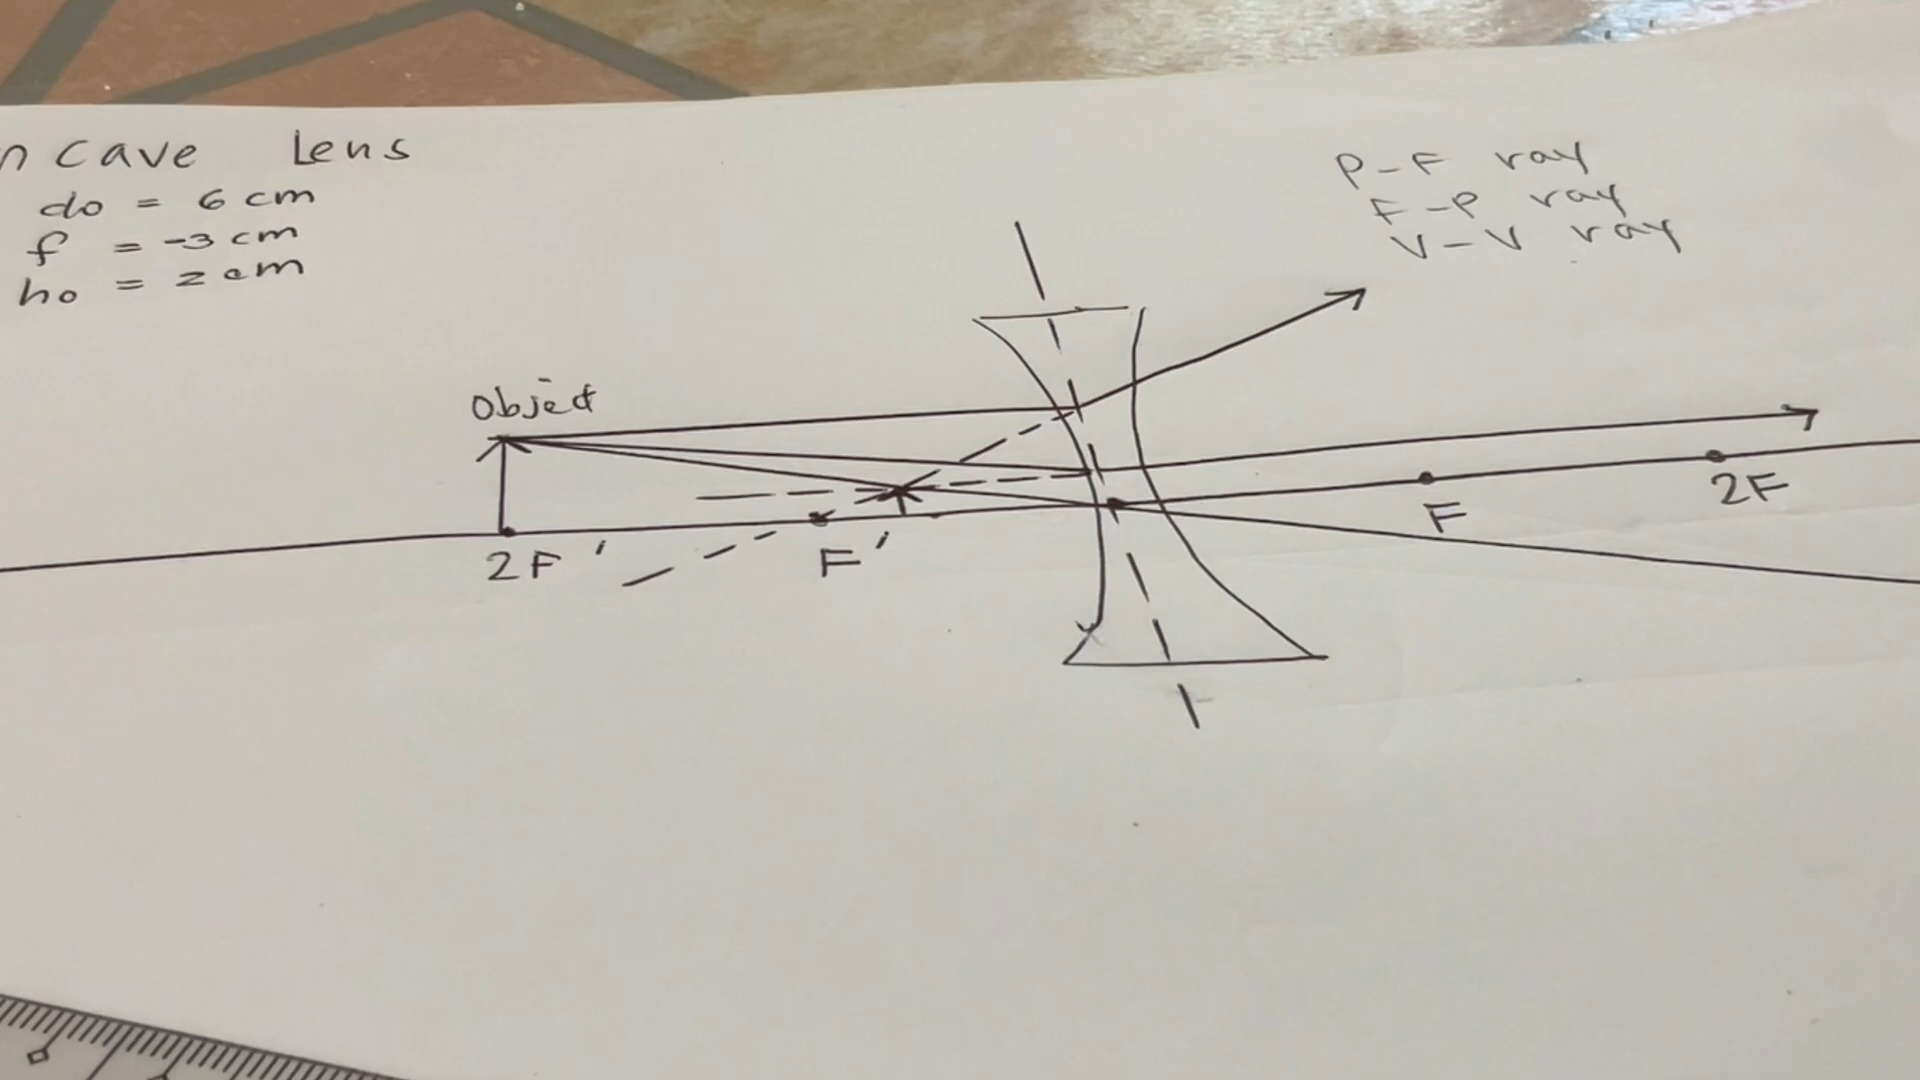 ncave Lens
do = 6 cm
f = -3 cm
ho = 2 cm
P-F ray
F-P ray
V-V ray
Object
2F'
F'
F
2F